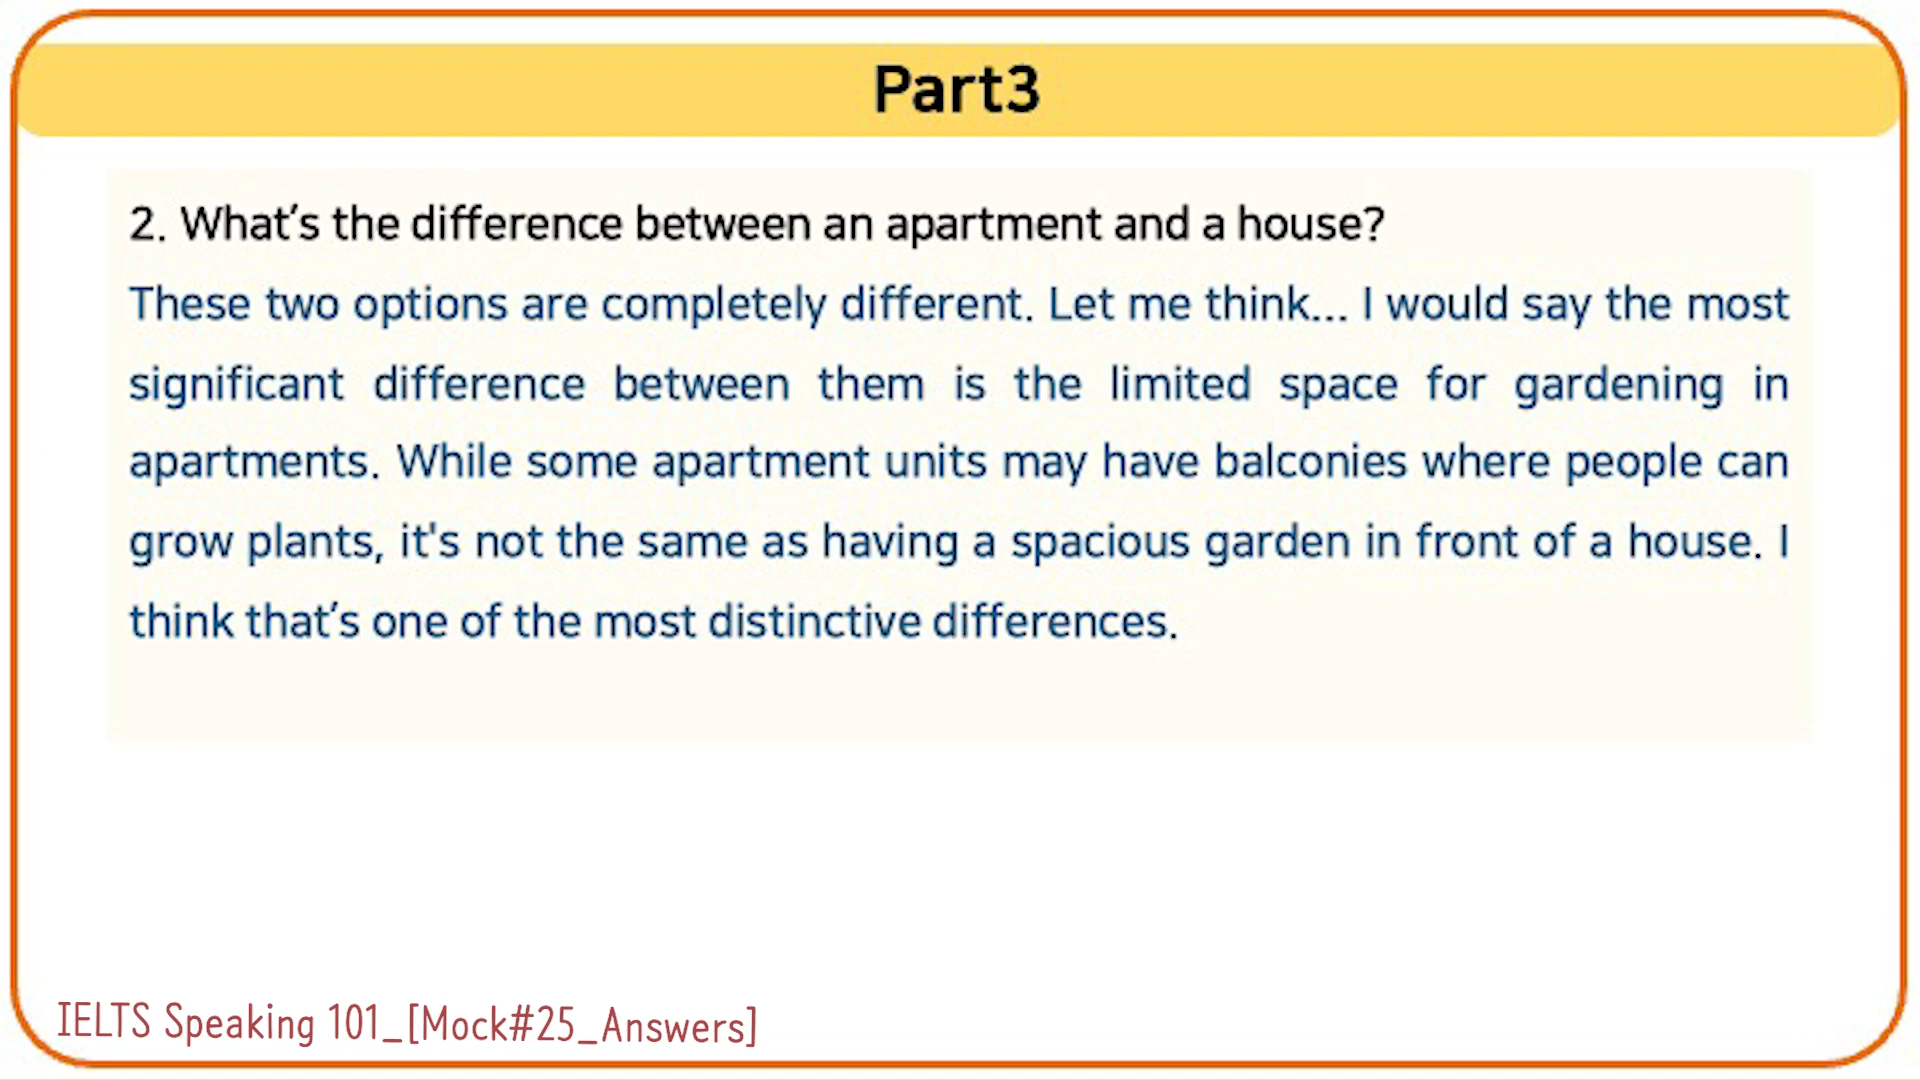 Part3
2. What’s the difference between an apartment and a house?
These two options are completely different. Let me think... I would say the most
significant difference between them is the limited space for gardening in
apartments. While some apartment units may have balconies where people can
grow plants, it's not the same as having a spacious garden in front of a house. I
think that’s one of the most distinctive differences.
IELTS Speaking 101_[Mock#25_Answers]